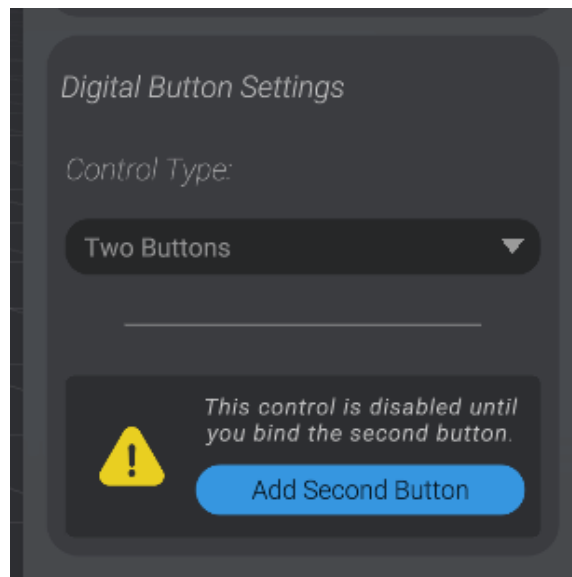 Digital Button Settings
Control Type:
Two Buttons
This control is disabled until
you bind the second button.
Add Second Button